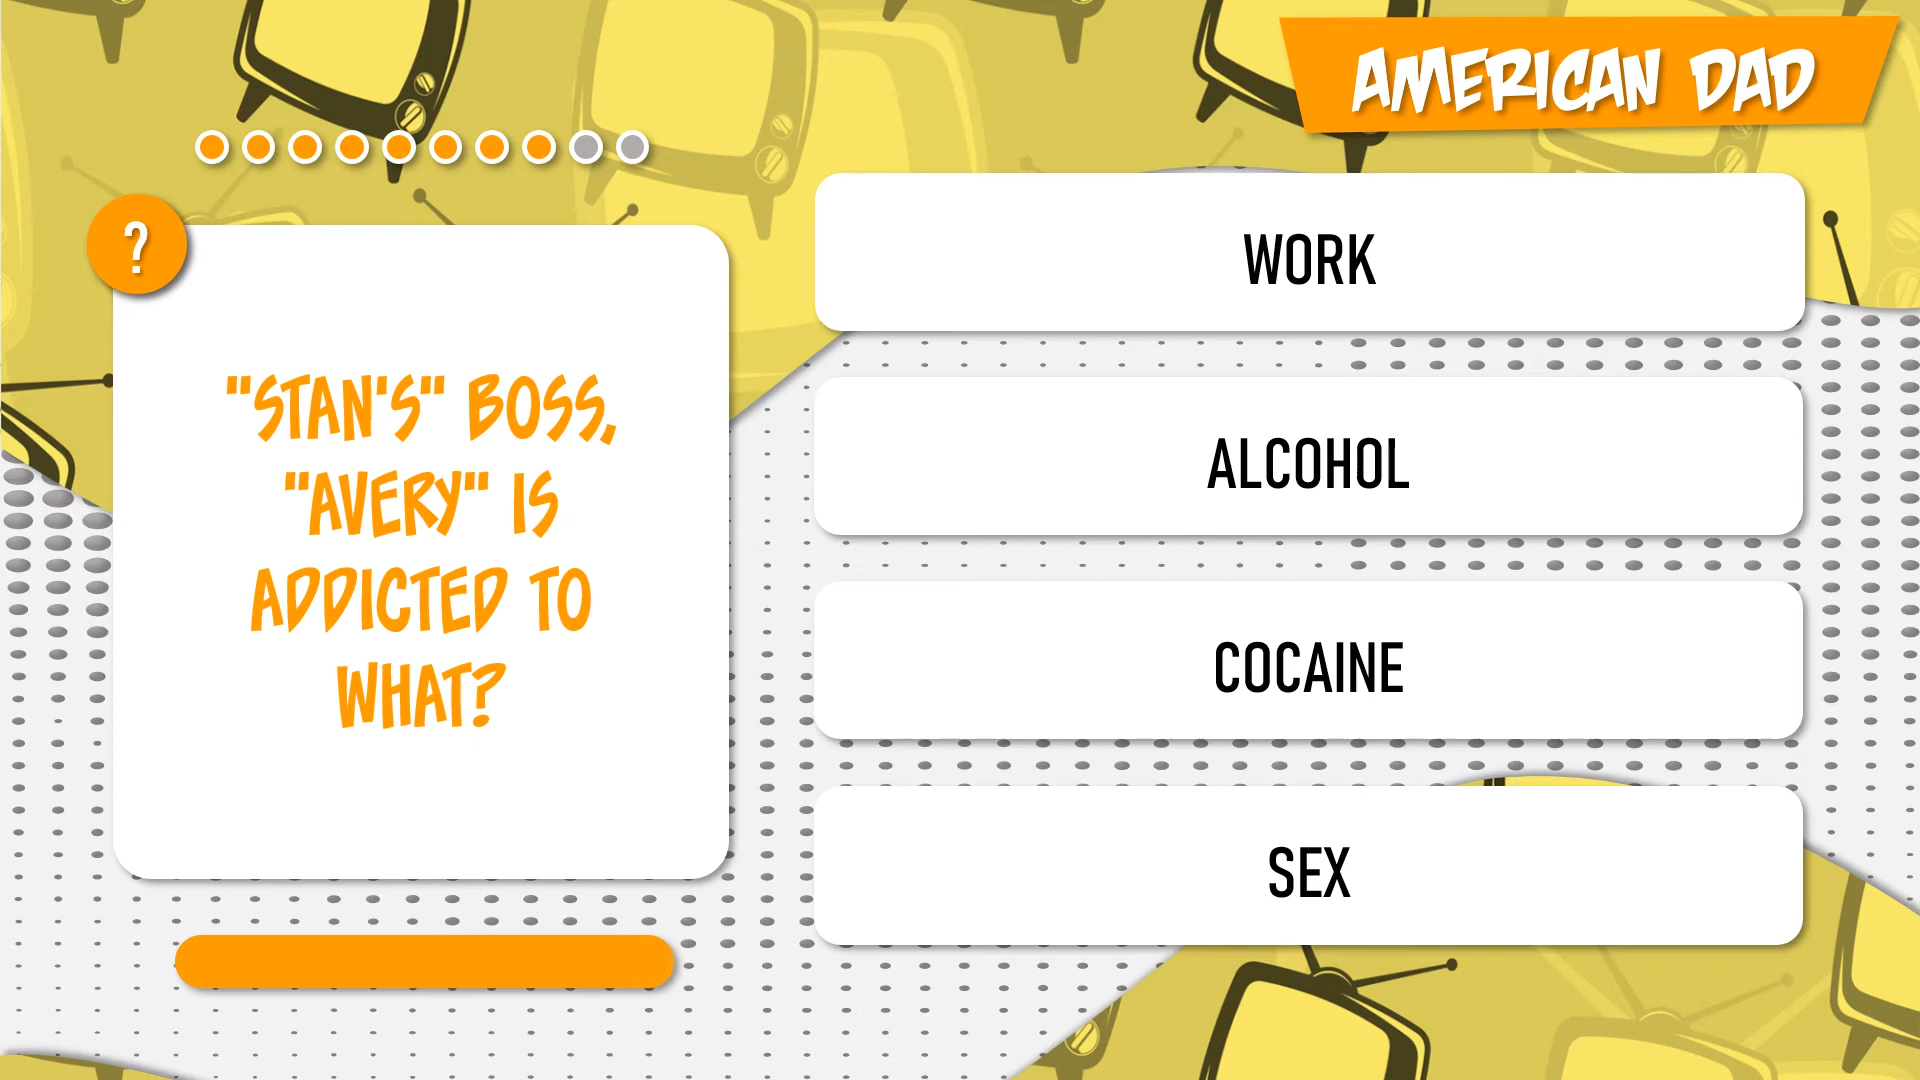 AMERICAN DAD
?
"STAN'S" BOSS,
"AVERY" IS
ADDICTED TO
WHAT?
WORK
ALCOHOL
COCAINE
SEX